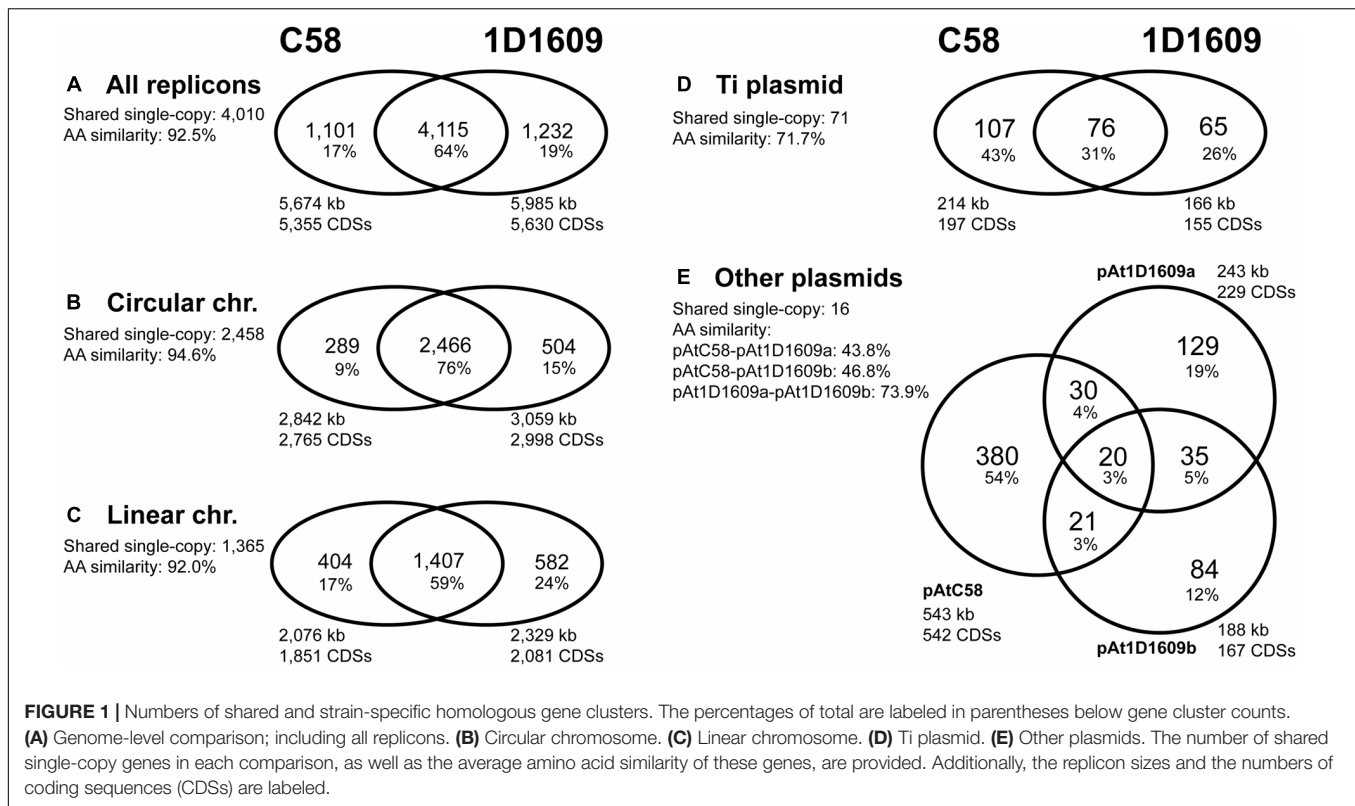 C58 1D1609
A All replicons
Shared single-copy: 4,010
AA similarity: 92.5%
1,101 4,115 1,232
17% 64% 19%
5,674 kb 5,985 kb
5,355 CDSs 5,630 CDSs
B Circular chr.
Shared single-copy: 2,458
AA similarity: 94.6%
289 2,466 504
9% 76% 15%
2,842 kb 3,059 kb
2,765 CDSs 2,998 CDSs
C Linear chr.
Shared single-copy: 1,365
AA similarity: 92.0%
404 1,407 582
17% 59% 24%
2,076 kb 2,329 kb
1,851 CDSs 2,081 CDSs
C58 1D1609
D Ti plasmid
Shared single-copy: 71
AA similarity: 71.7%
107 76 65
43% 31% 26%
214 kb 166 kb
197 CDSs 155 CDSs
E Other plasmids
Shared single-copy: 16
AA similarity:
pAtC58-pAt1D1609a: 43.8%
pAtC58-pAt1D1609b: 46.8%
pAt1D1609a-pAt1D1609b: 73.9%
pAt1D1609a 243 kb
229 CDSs
129
19%
30
4%
380 20 35
54% 3% 5%
21
3%
84
12%
pAtC58
543 kb
542 CDSs
pAt1D1609b 188 kb
167 CDSs
FIGURE 1 | Numbers of shared and strain-specific homologous gene clusters. The percentages of total are labeled in parentheses below gene cluster counts.
(A) Genome-level comparison; including all replicons. (B) Circular chromosome. (C) Linear chromosome. (D) Ti plasmid. (E) Other plasmids. The number of shared
single-copy genes in each comparison, as well as the average amino acid similarity of these genes, are provided. Additionally, the replicon sizes and the numbers of
coding sequences (CDSs) are labeled.